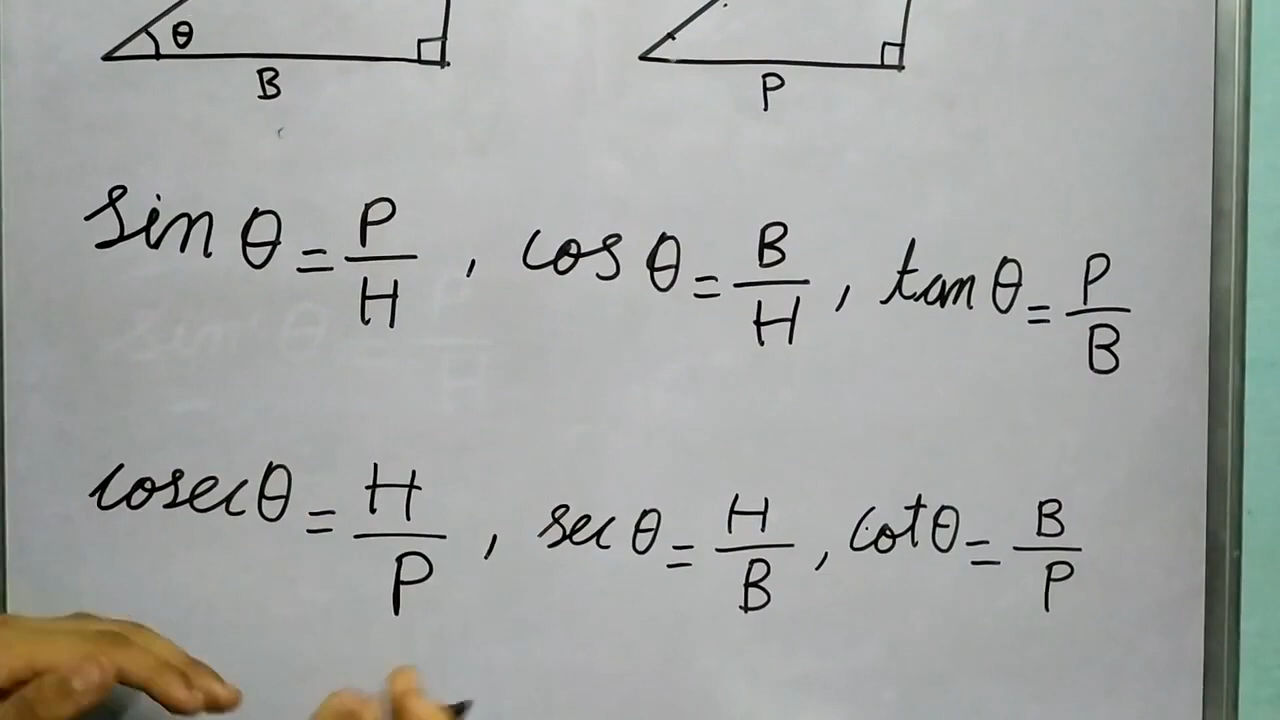 θ
B P
sin θ = P/H , cos θ = B/H , tan θ = P/B
cosec θ = H/P , sec θ = H/B , cot θ = B/P